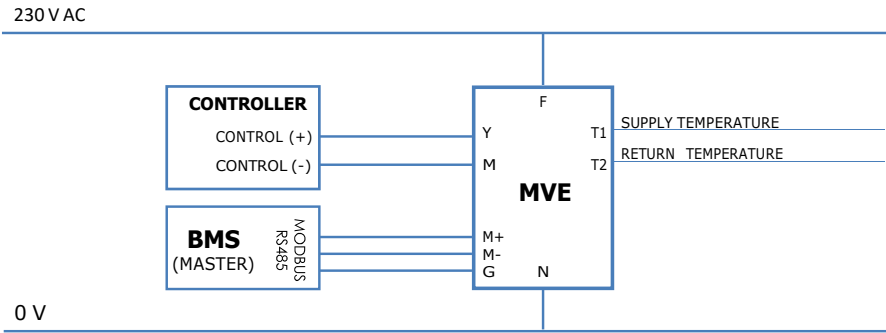 230 V AC
CONTROLLER
CONTROL (+)
CONTROL (-)
BMS
(MASTER)
MODBUS
RS485
F
Y
M
MVE
M+
M-
G
N
T1
T2
SUPPLY TEMPERATURE
RETURN TEMPERATURE
0 V